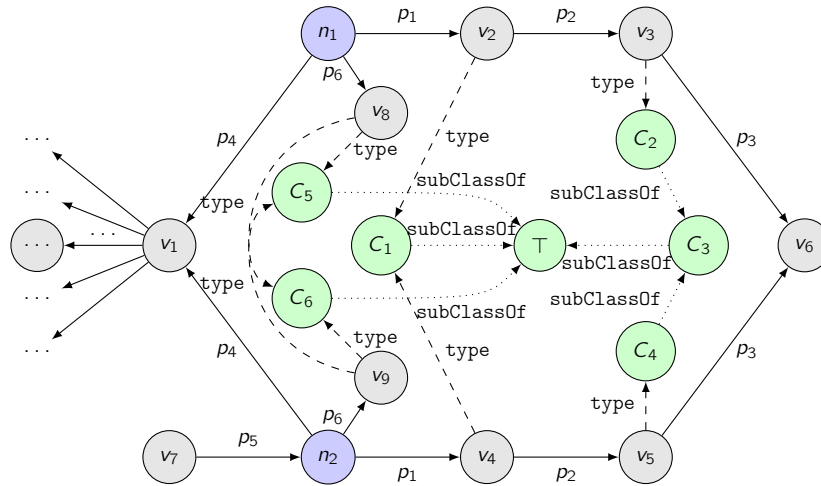 n₁ p₁ v₂ p₂ v₃
p₆
v₈
type
type
type
p₄
p₃
...
C₂
type
C₅
subClassOf
subClassOf
...
type
...
v₁
...
C₁
subClassOf
⊤
subClassOf
C₃
v₆
type
...
C₆
subClassOf
subClassOf
...
type
type
C₄
p₄
p₃
v₉
type
p₆
v₇ p₅ n₂ p₁ v₄ p₂ v₅